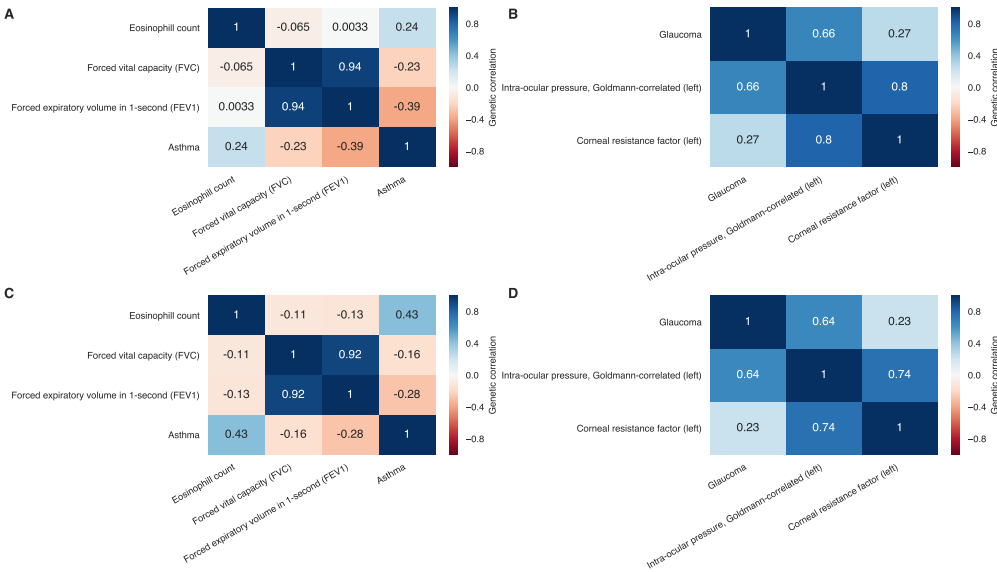 A
Eosinophill count
1
-0.065
0.0033
0.24
Forced vital capacity (FVC)
-0.065
1
0.94
-0.23
Forced expiratory volume in 1-second (FEV1)
0.0033
0.94
1
-0.39
Asthma
0.24
-0.23
-0.39
1
Eosinophill count
Forced vital capacity (FVC)
Forced expiratory volume in 1-second (FEV1)
Asthma
0.8
0.4
0.0
−0.4
−0.8
Genetic correlation
B
Glaucoma
1
0.66
0.27
Intra-ocular pressure, Goldmann-correlated (left)
0.66
1
0.8
Corneal resistance factor (left)
0.27
0.8
1
Glaucoma
Intra-ocular pressure, Goldmann-correlated (left)
Corneal resistance factor (left)
0.8
0.4
0.0
−0.4
−0.8
Genetic correlation
C
Eosinophill count
1
-0.11
-0.13
0.43
Forced vital capacity (FVC)
-0.11
1
0.92
-0.16
Forced expiratory volume in 1-second (FEV1)
-0.13
0.92
1
-0.28
Asthma
0.43
-0.16
-0.28
1
Eosinophill count
Forced vital capacity (FVC)
Forced expiratory volume in 1-second (FEV1)
Asthma
0.8
0.4
0.0
−0.4
−0.8
Genetic correlation
D
Glaucoma
1
0.64
0.23
Intra-ocular pressure, Goldmann-correlated (left)
0.64
1
0.74
Corneal resistance factor (left)
0.23
0.74
1
Glaucoma
Intra-ocular pressure, Goldmann-correlated (left)
Corneal resistance factor (left)
0.8
0.4
0.0
−0.4
−0.8
Genetic correlation